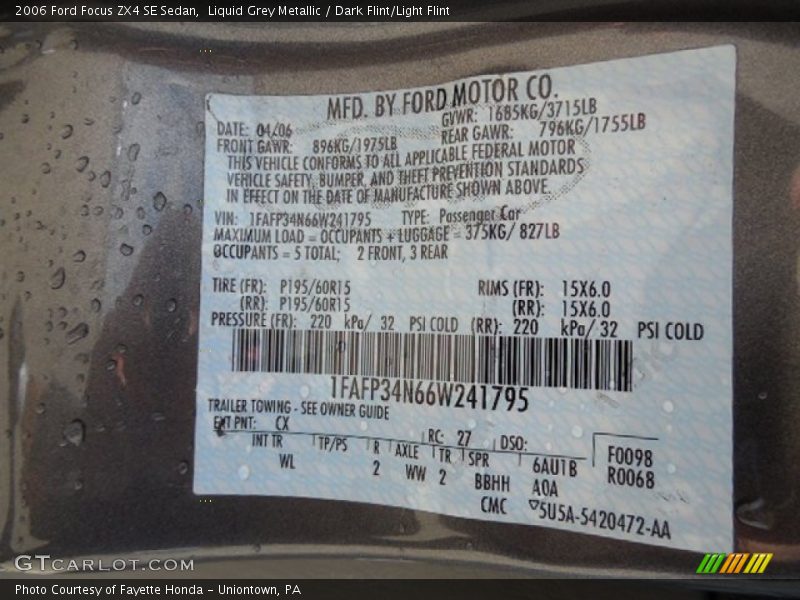 2006 Ford Focus ZX4 SE Sedan,  Liquid Grey Metallic / Dark Flint/Light Flint
MFD. BY FORD MOTOR CO.
DATE: 04/06 GVWR: 1685KG/3715LB
FRONT GAWR: 896KG/1975LB REAR GAWR: 796KG/1755LB
THIS VEHICLE CONFORMS TO ALL APPLICABLE FEDERAL MOTOR
VEHICLE SAFETY, BUMPER, AND THEFT PREVENTION STANDARDS
IN EFFECT ON THE DATE OF MANUFACTURE SHOWN ABOVE.
VIN: 1FAFP34N66W241795 TYPE: Passenger Car
MAXIMUM LOAD = OCCUPANTS + LUGGAGE = 375KG/ 827LB
OCCUPANTS = 5 TOTAL; 2 FRONT, 3 REAR
TIRE (FR): P195/60R15 RIMS (FR): 15X6.0
(RR): P195/60R15 (RR): 15X6.0
PRESSURE (FR): 220 kPa/ 32 PSI COLD (RR): 220 kPa/ 32 PSI COLD
1FAFP34N66W241795
TRAILER TOWING - SEE OWNER GUIDE
EXT PNT: CX RC: 27 DSO:
INT TR TP/PS R AXLE TR SPR 6AU1B F0098
WL 2 WW 2 BBHH A0A R0068
CMC ▽5U5A-5420472-AA
GTCARLOT.COM
Photo Courtesy of Fayette Honda - Uniontown, PA